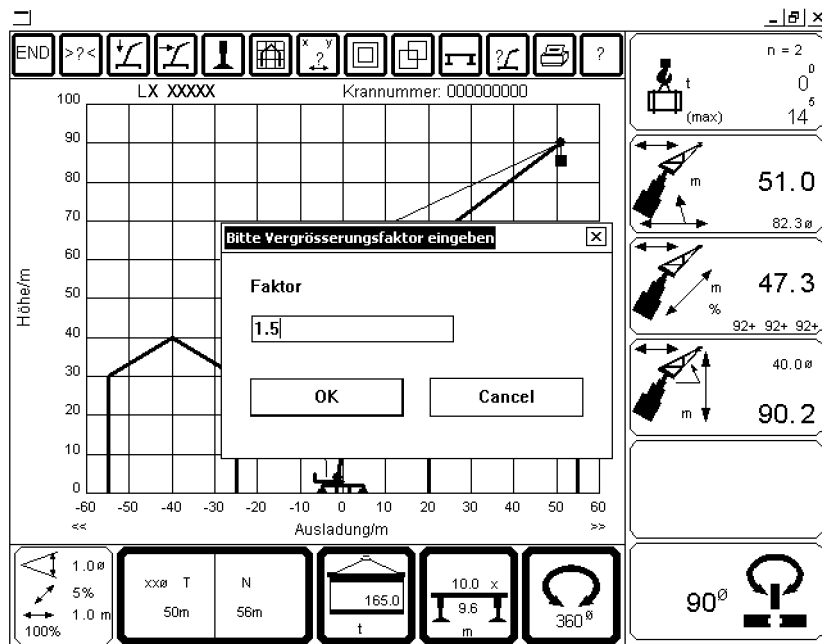 END >?< x y ? ? ?
LX XXXXX Krannummer: 000000000
100
90
80
70
60
50
40
30
20
10
0
Höhe/m
-60 -50 -40 -30 -20 -10 0 10 20 30 40 50 60
<< Ausladung/m >>
Bitte Vergrösserungsfaktor eingeben
Faktor
1.5
OK Cancel
n = 2
t 0 0
(max) 14 5
m 51.0
82.3ø
m 47.3
%
92+ 92+ 92+
40.0ø
m 90.2
1.0ø
5%
1.0 m
100%
xxø T N
50m 56m
165.0
t
10.0 x
9.6
m
360ø
90ø